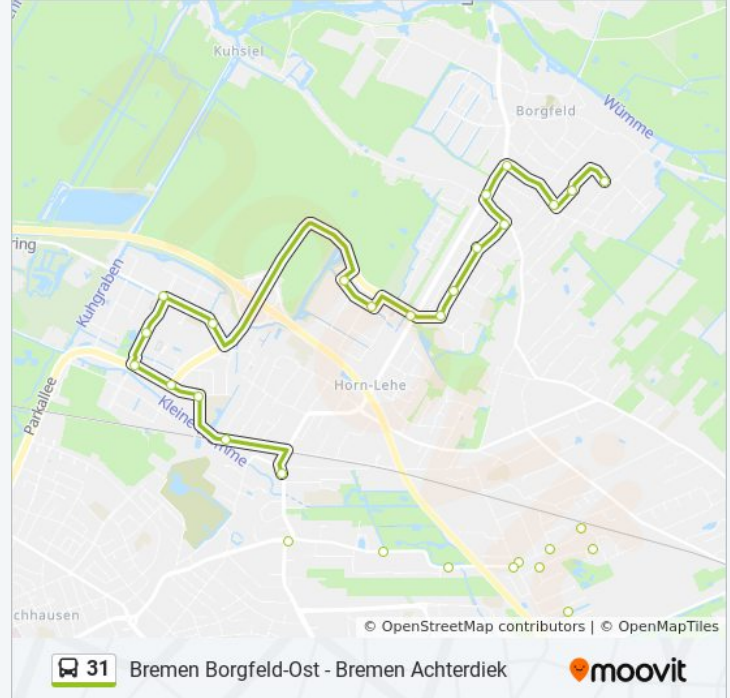 Kuhsiel
Borgfeld
Wümme
ring
Kuhgraben
Parkallee
Horn-Lehe
Kleine Wümme
chhausen
© OpenStreetMap contributors | © OpenMapTiles
31 Bremen Borgfeld-Ost - Bremen Achterdiek
moovit